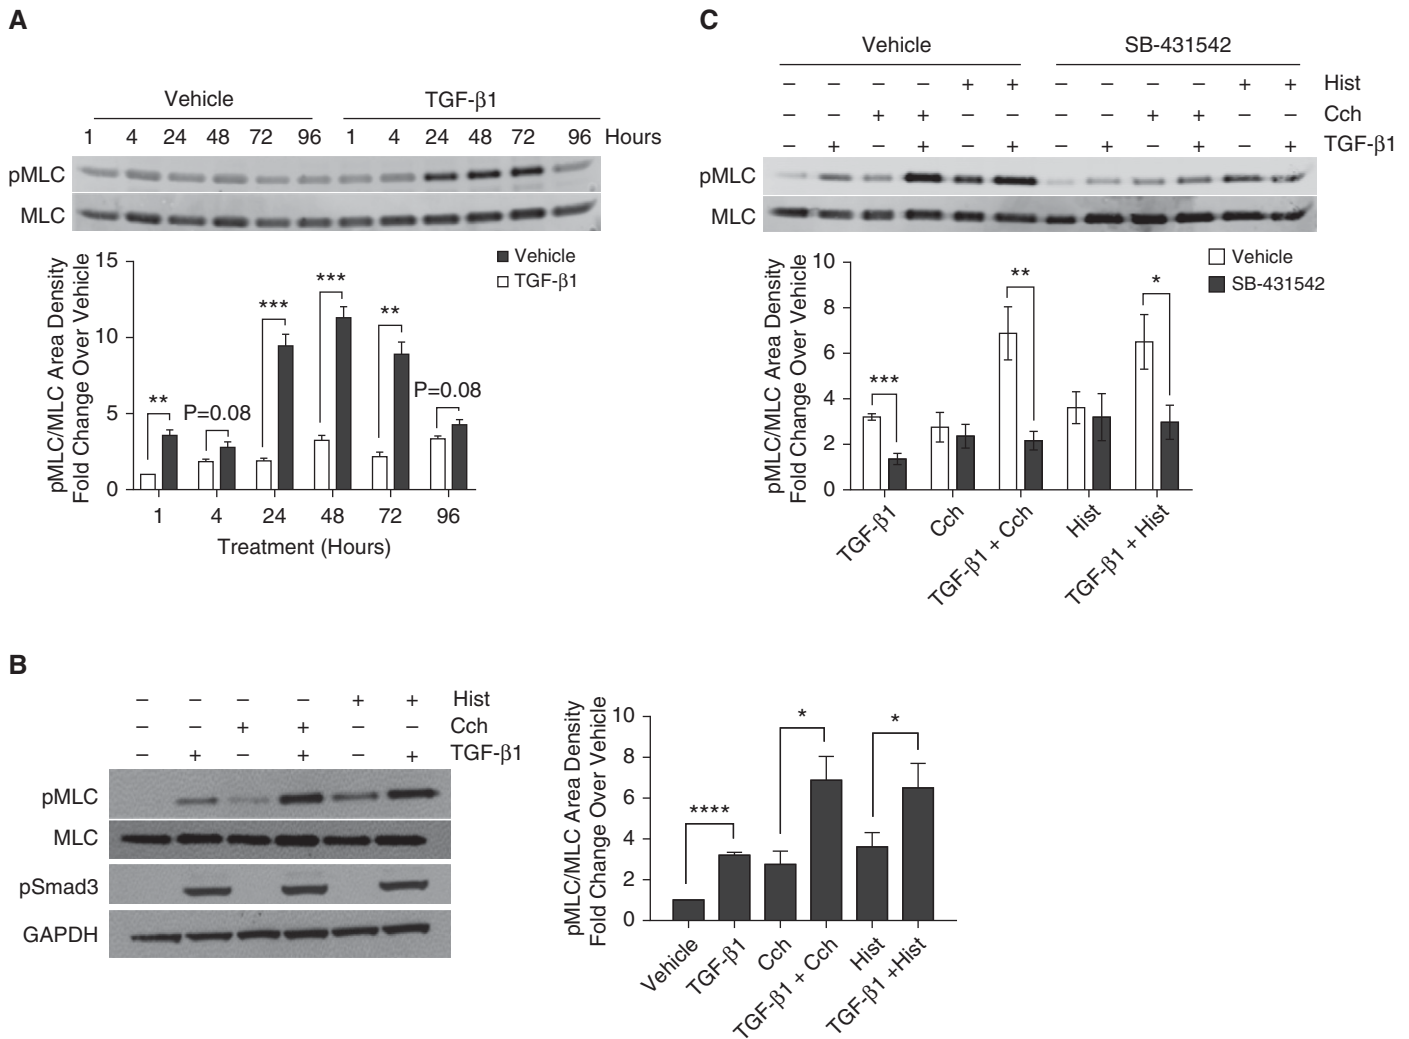 A
Vehicle TGF-β1
1 4 24 48 72 96 1 4 24 48 72 96 Hours
pMLC
MLC
pMLC/MLC Area Density
Fold Change Over Vehicle
15
10
5
0
** P=0.08 *** *** ** P=0.08
Vehicle
TGF-β1
1 4 24 48 72 96
Treatment (Hours)
B
– – – – + + Hist
– – + + – – Cch
– + – + – + TGF-β1
pMLC
MLC
pSmad3
GAPDH
pMLC/MLC Area Density
Fold Change Over Vehicle
10
8
6
4
2
0
**** * *
Vehicle
TGF-β1
Cch
TGF-β1 + Cch
Hist
TGF-β1 +Hist
C
Vehicle SB-431542
– – – – + + – – – – + + Hist
– – + + – – – – + + – – Cch
– + – + – + – + – + – + TGF-β1
pMLC
MLC
pMLC/MLC Area Density
Fold Change Over Vehicle
10
8
6
4
2
0
*** ** *
Vehicle
SB-431542
TGF-β1
Cch
TGF-β1 + Cch
Hist
TGF-β1 + Hist